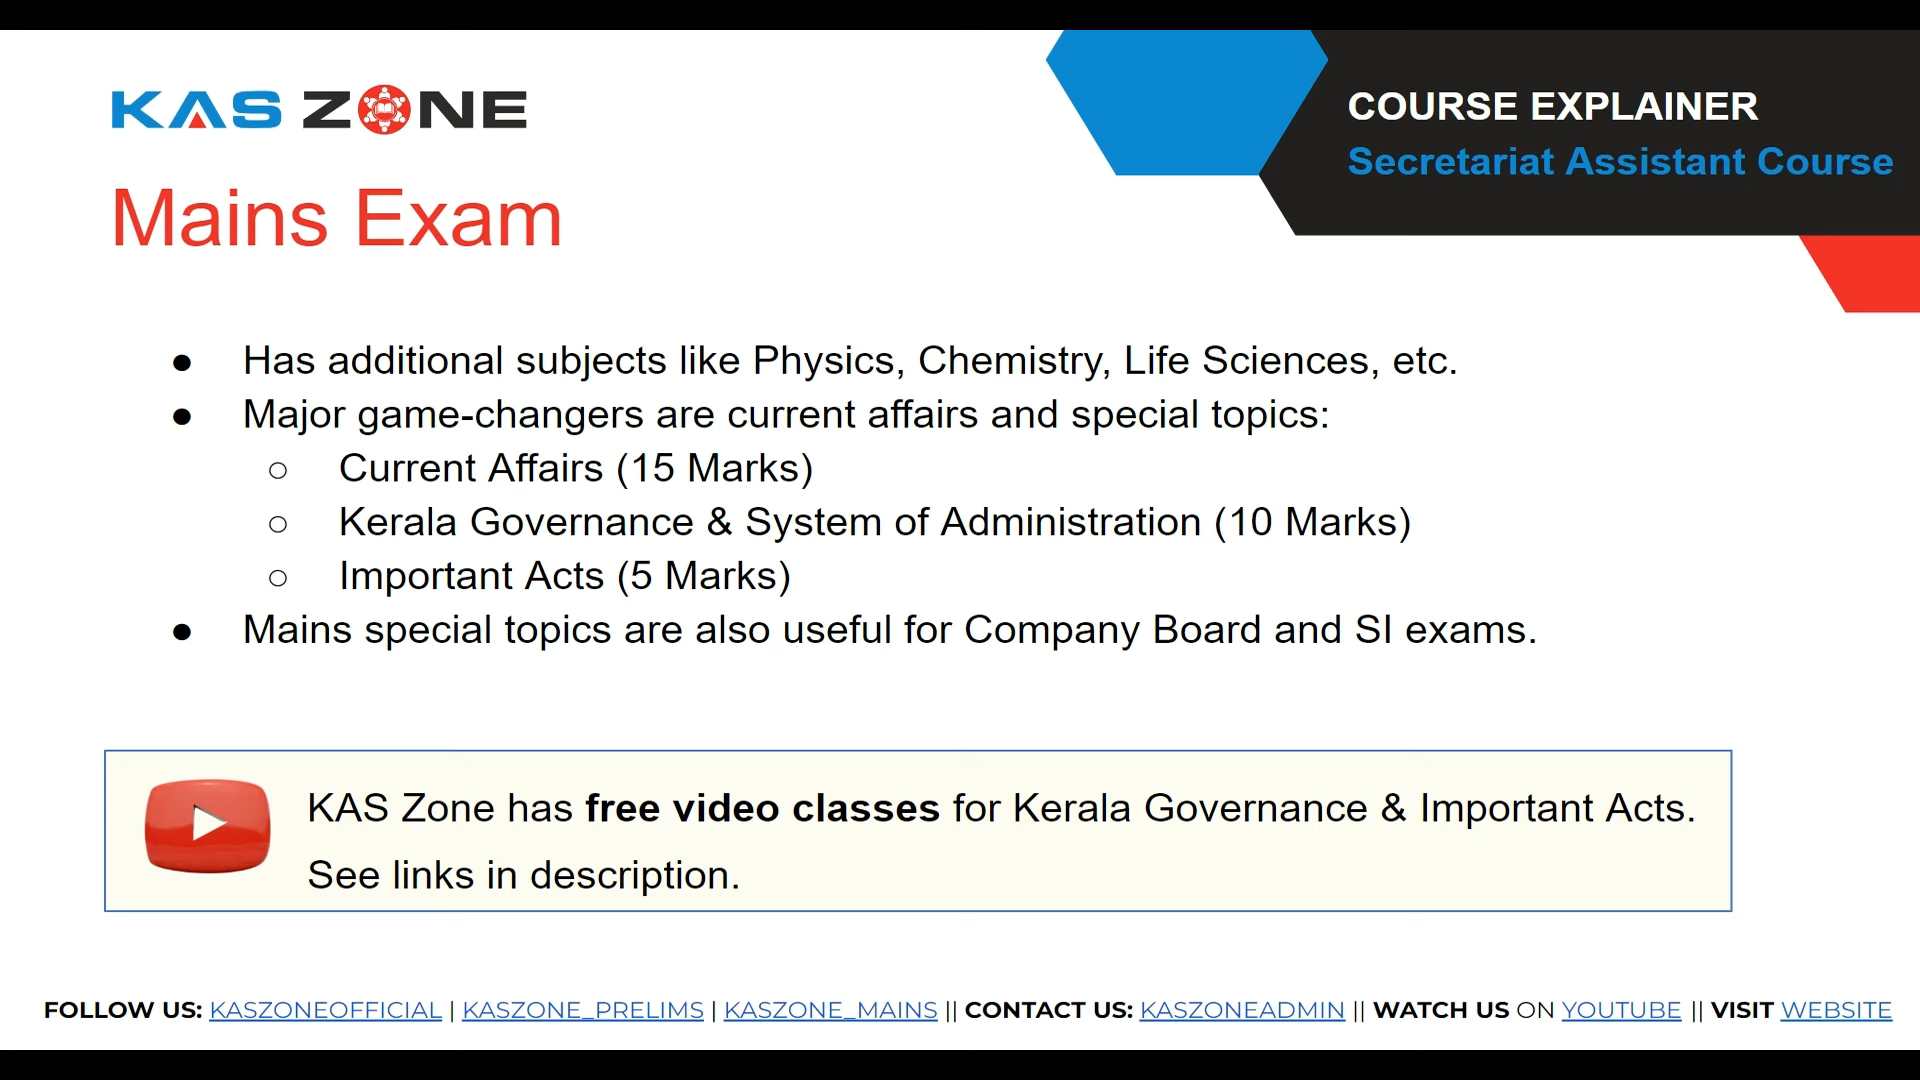 KAS ZONE
COURSE EXPLAINER
Secretariat Assistant Course
Mains Exam
● Has additional subjects like Physics, Chemistry, Life Sciences, etc.
● Major game-changers are current affairs and special topics:
○ Current Affairs (15 Marks)
○ Kerala Governance & System of Administration (10 Marks)
○ Important Acts (5 Marks)
● Mains special topics are also useful for Company Board and SI exams.
KAS Zone has free video classes for Kerala Governance & Important Acts.
See links in description.
FOLLOW US: KASZONEOFFICIAL | KASZONE_PRELIMS | KASZONE_MAINS || CONTACT US: KASZONEADMIN || WATCH US ON YOUTUBE || VISIT WEBSITE